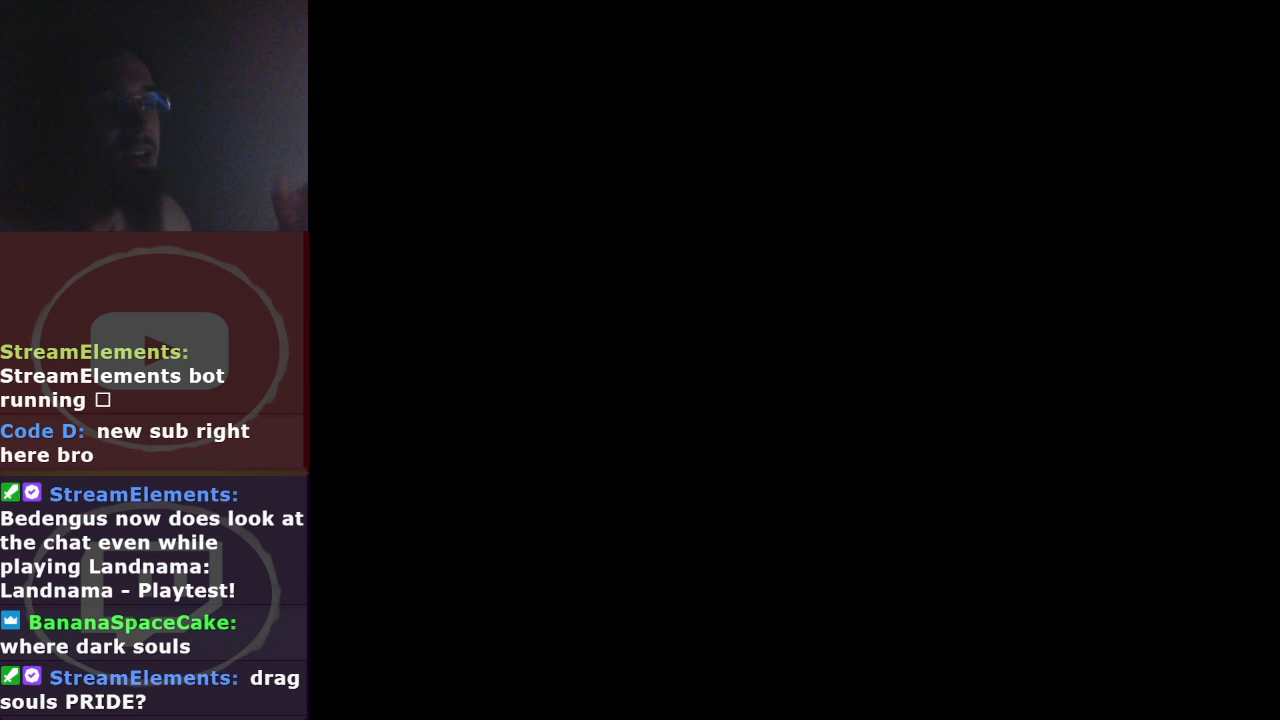 StreamElements:
StreamElements bot
running □
Code D: new sub right
here bro
StreamElements:
Bedengus now does look at
the chat even while
playing Landnama:
Landnama - Playtest!
BananaSpaceCake:
where dark souls
StreamElements: drag
souls PRIDE?